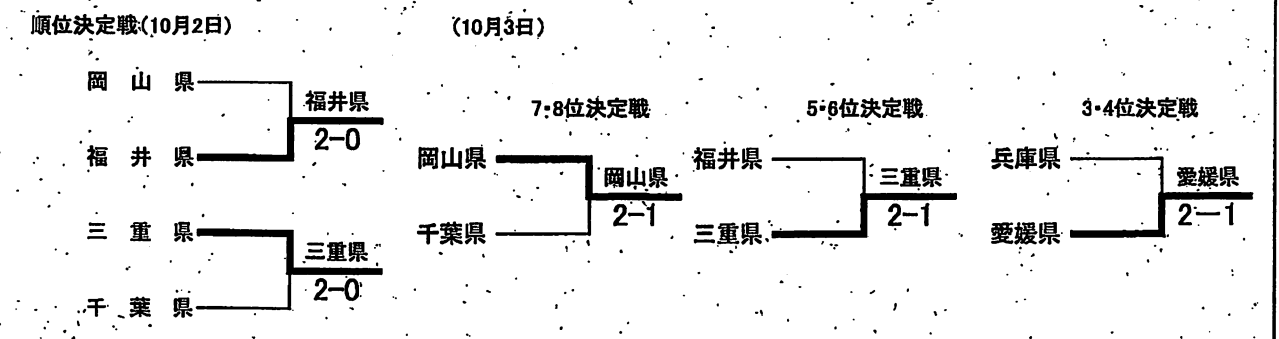 順位決定戦(10月2日)
(10月3日)
岡山県
福井県
福井県
2-0
三重県
三重県
2-0
千葉県
7・8位決定戦
岡山県
岡山県
2-1
千葉県
5・6位決定戦
福井県
三重県
2-1
三重県
3・4位決定戦
兵庫県
愛媛県
2-1
愛媛県